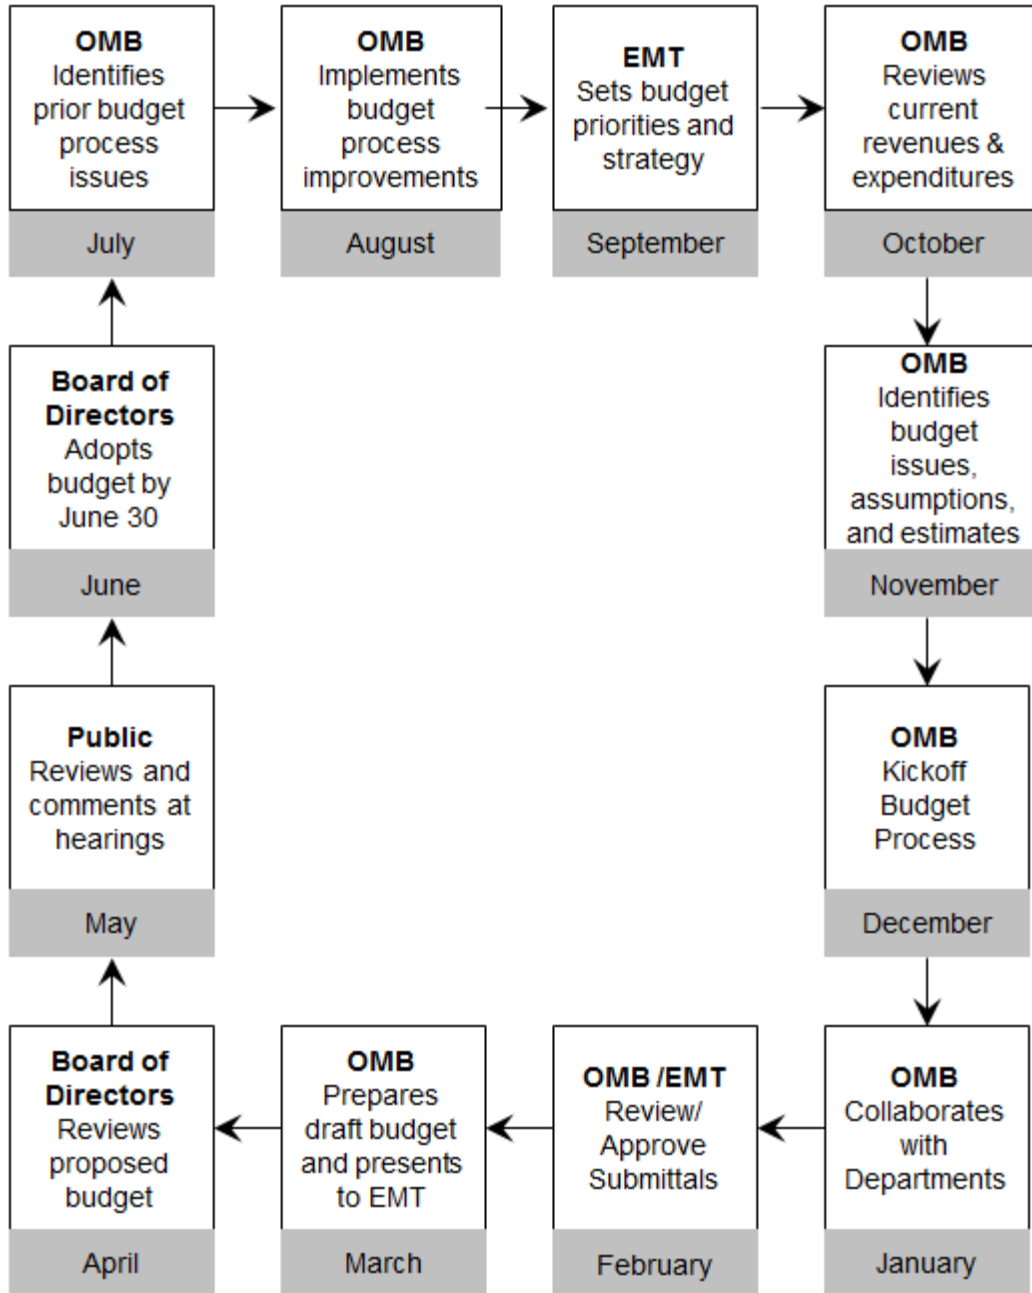 OMB
Identifies
prior budget
process
issues
July
OMB
Implements
budget
process
improvements
August
EMT
Sets budget
priorities and
strategy
September
OMB
Reviews
current
revenues &
expenditures
October
OMB
Identifies
budget
issues,
assumptions,
and estimates
November
OMB
Kickoff
Budget
Process
December
OMB
Collaborates
with
Departments
January
OMB /EMT
Review/
Approve
Submittals
February
OMB
Prepares
draft budget
and presents
to EMT
March
Board of
Directors
Reviews
proposed
budget
April
Public
Reviews and
comments at
hearings
May
Board of
Directors
Adopts
budget by
June 30
June